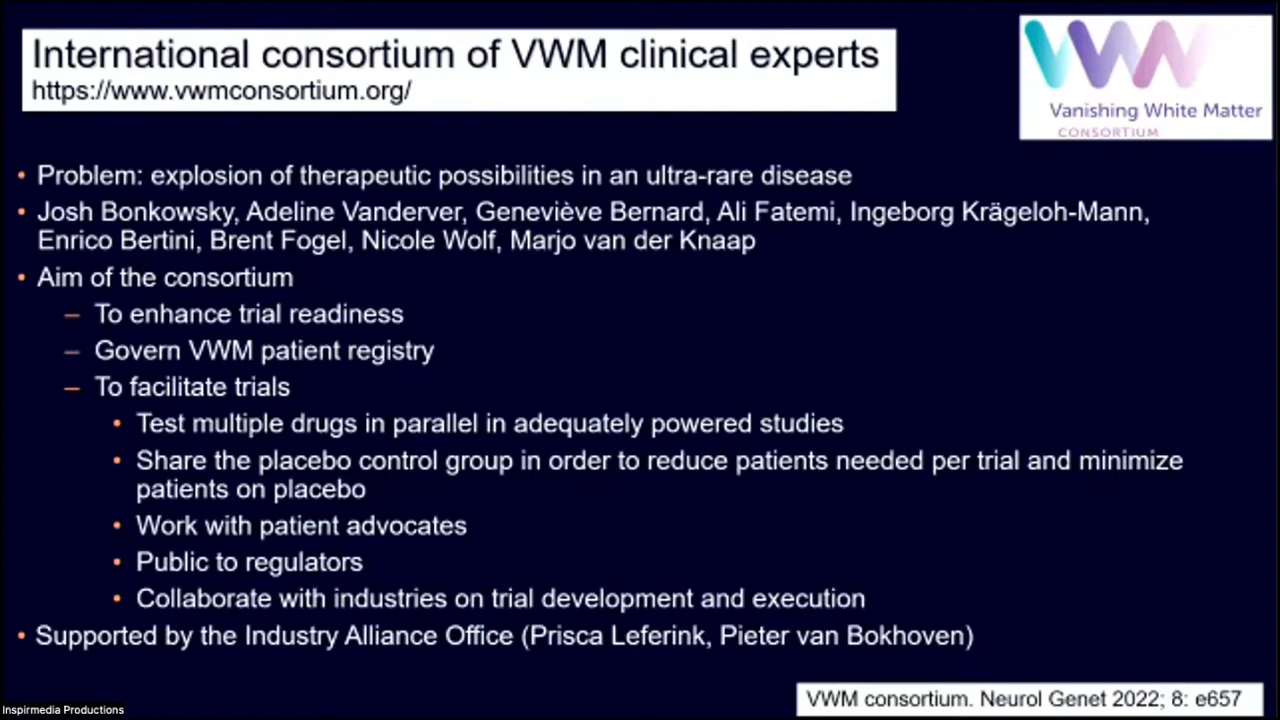 International consortium of VWM clinical experts
https://www.vwmconsortium.org/
VWM
Vanishing White Matter
CONSORTIUM
• Problem: explosion of therapeutic possibilities in an ultra-rare disease
• Josh Bonkowsky, Adeline Vanderver, Geneviève Bernard, Ali Fatemi, Ingeborg Krägeloh-Mann,
Enrico Bertini, Brent Fogel, Nicole Wolf, Marjo van der Knaap
• Aim of the consortium
– To enhance trial readiness
– Govern VWM patient registry
– To facilitate trials
• Test multiple drugs in parallel in adequately powered studies
• Share the placebo control group in order to reduce patients needed per trial and minimize
patients on placebo
• Work with patient advocates
• Public to regulators
• Collaborate with industries on trial development and execution
• Supported by the Industry Alliance Office (Prisca Leferink, Pieter van Bokhoven)
VWM consortium. Neurol Genet 2022; 8: e657
Inspirmedia Productions